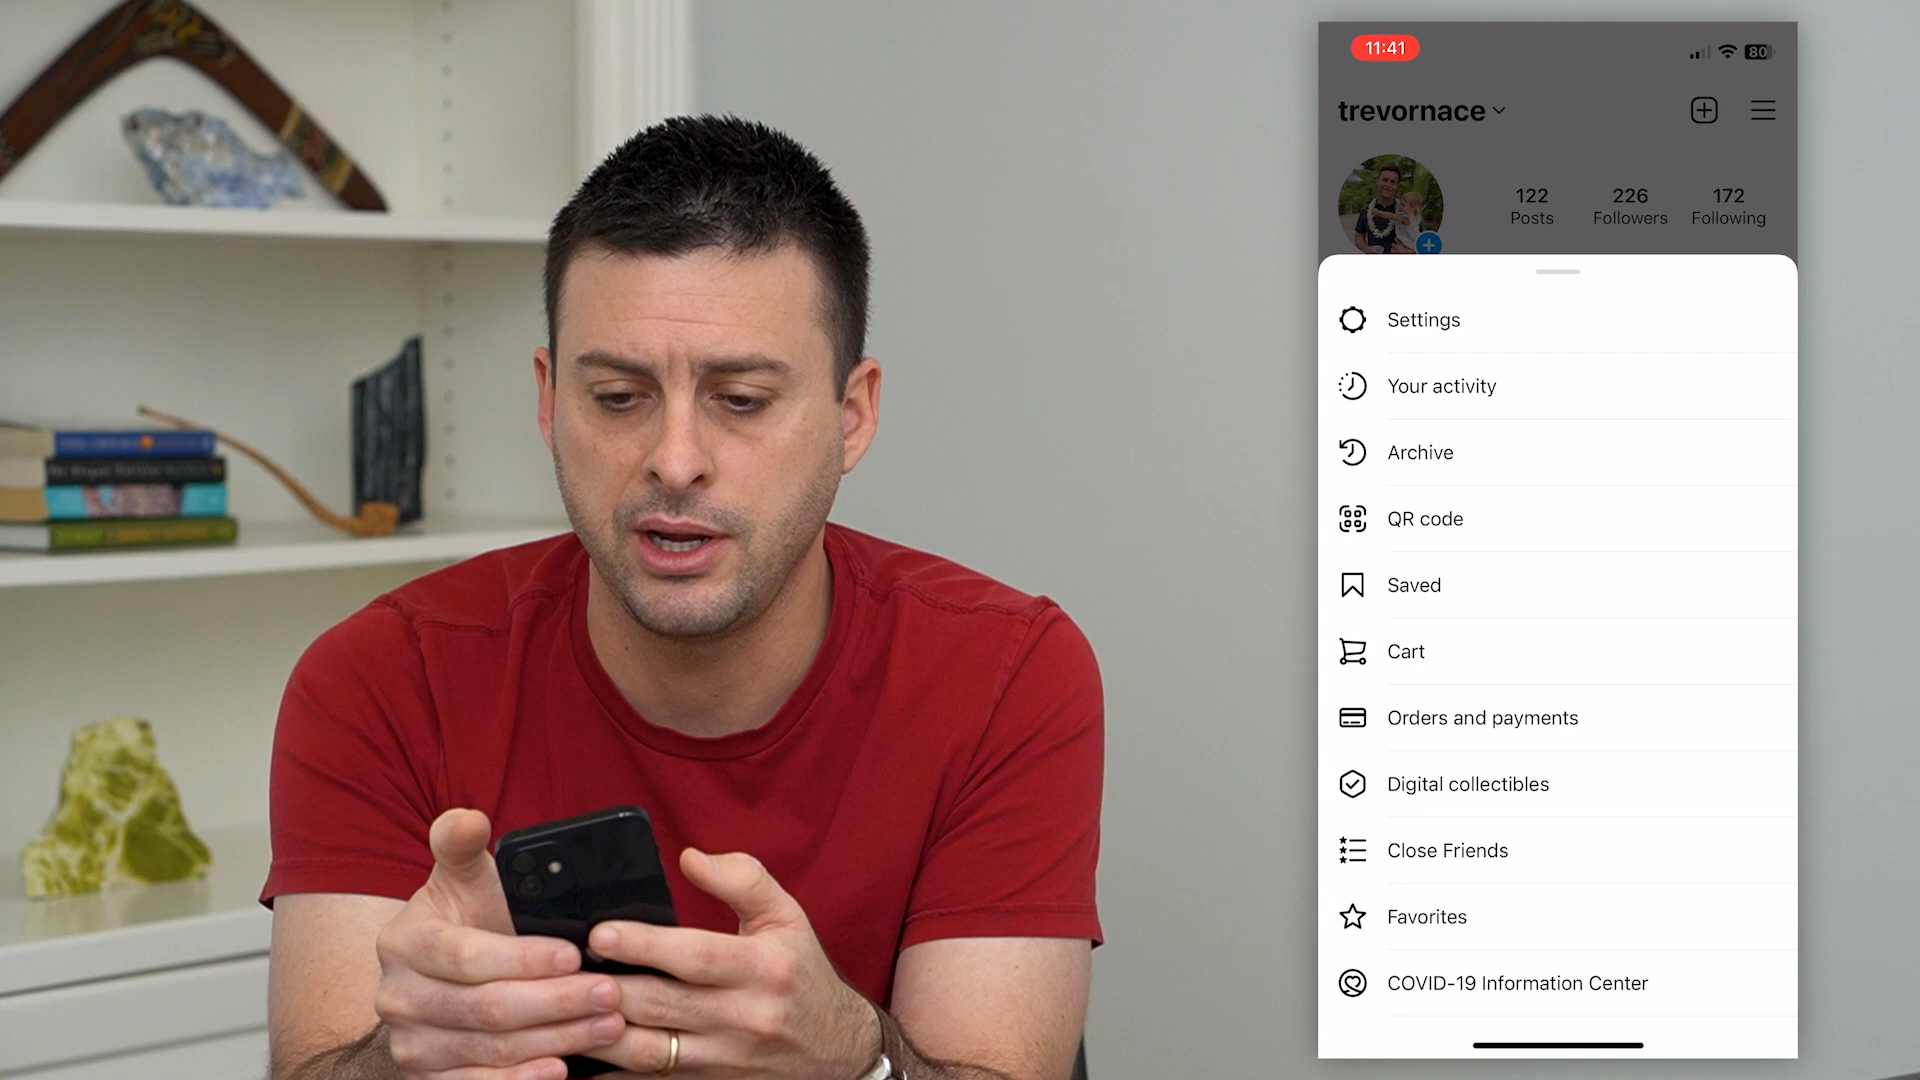 11:41
80
trevornace
122
226
172
Posts
Followers
Following
Settings
Your activity
Archive
QR code
Saved
Cart
Orders and payments
Digital collectibles
Close Friends
Favorites
COVID-19 Information Center